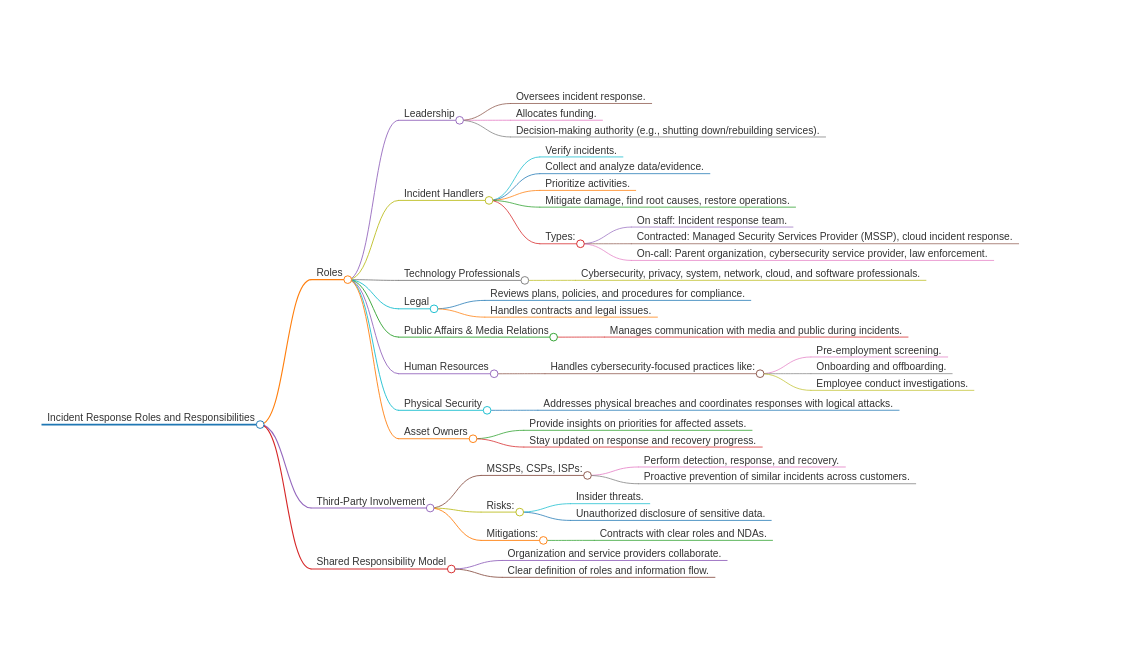 Incident Response Roles and Responsibilities
Roles
Leadership
Oversees incident response.
Allocates funding.
Decision-making authority (e.g., shutting down/rebuilding services).
Incident Handlers
Verify incidents.
Collect and analyze data/evidence.
Prioritize activities.
Mitigate damage, find root causes, restore operations.
Types:
On staff: Incident response team.
Contracted: Managed Security Services Provider (MSSP), cloud incident response.
On-call: Parent organization, cybersecurity service provider, law enforcement.
Technology Professionals
Cybersecurity, privacy, system, network, cloud, and software professionals.
Legal
Reviews plans, policies, and procedures for compliance.
Handles contracts and legal issues.
Public Affairs & Media Relations
Manages communication with media and public during incidents.
Human Resources
Handles cybersecurity-focused practices like:
Pre-employment screening.
Onboarding and offboarding.
Employee conduct investigations.
Physical Security
Addresses physical breaches and coordinates responses with logical attacks.
Asset Owners
Provide insights on priorities for affected assets.
Stay updated on response and recovery progress.
Third-Party Involvement
MSSPs, CSPs, ISPs:
Perform detection, response, and recovery.
Proactive prevention of similar incidents across customers.
Risks:
Insider threats.
Unauthorized disclosure of sensitive data.
Mitigations:
Contracts with clear roles and NDAs.
Shared Responsibility Model
Organization and service providers collaborate.
Clear definition of roles and information flow.